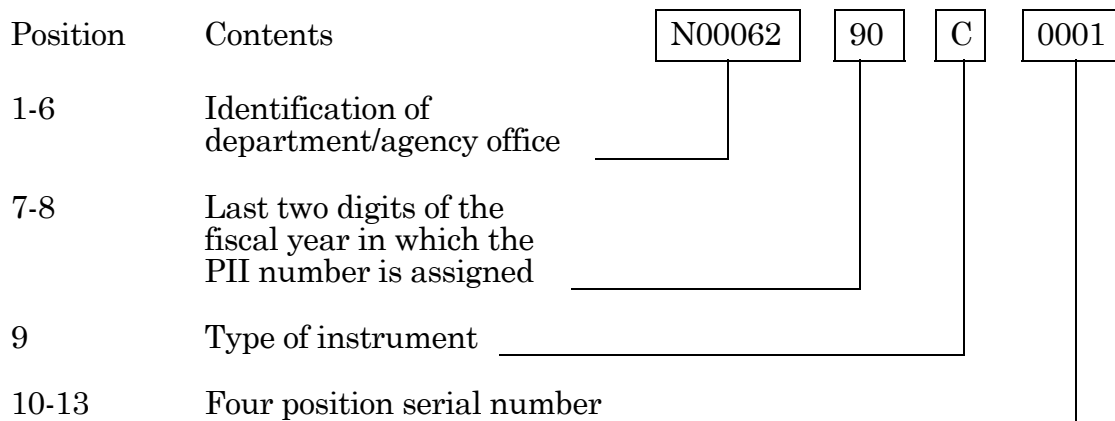 Position Contents N00062 90 C 0001
1-6 Identification of
department/agency office
7-8 Last two digits of the
fiscal year in which the
PII number is assigned
9 Type of instrument
10-13 Four position serial number